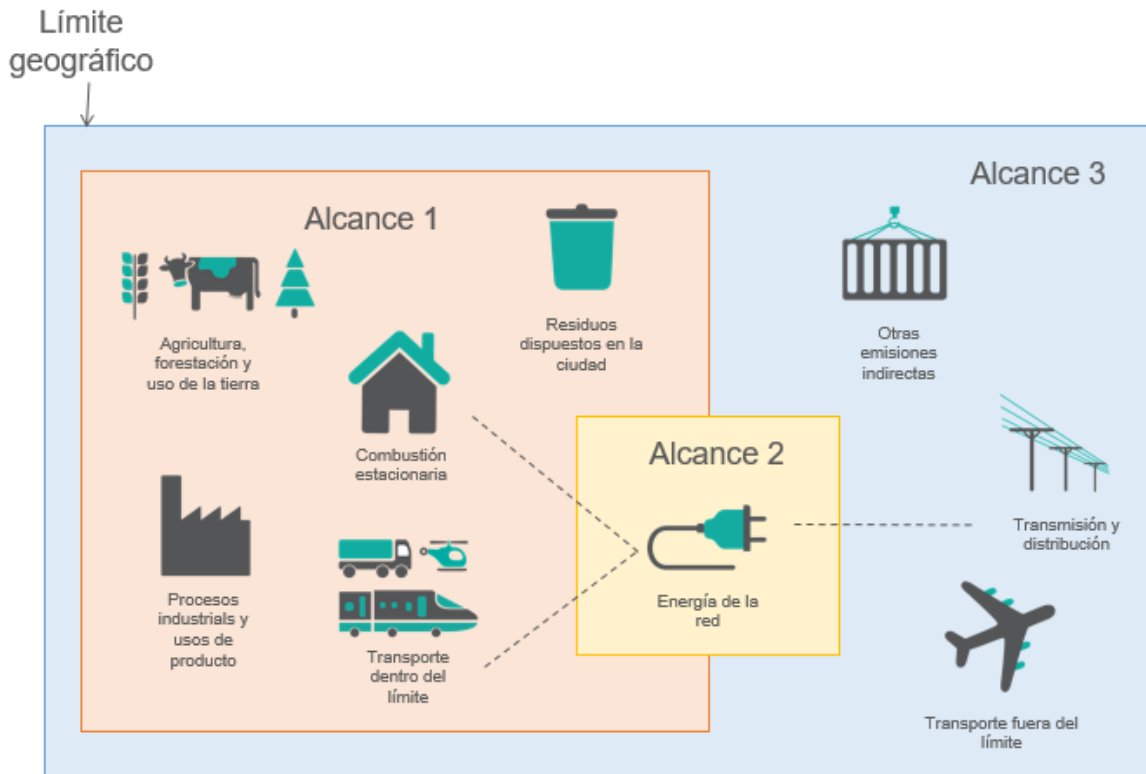 Límite
geográfico
Alcance 3
Alcance 1
Agricultura,
forestación y
uso de la tierra
Residuos
dispuestos en la
ciudad
Otras
emisiones
indirectas
Combustión
estacionaria
Alcance 2
Transmisión y
distribución
Procesos
industrials y
usos de
producto
Transporte
dentro del
límite
Energía de la
red
Transporte fuera del
límite